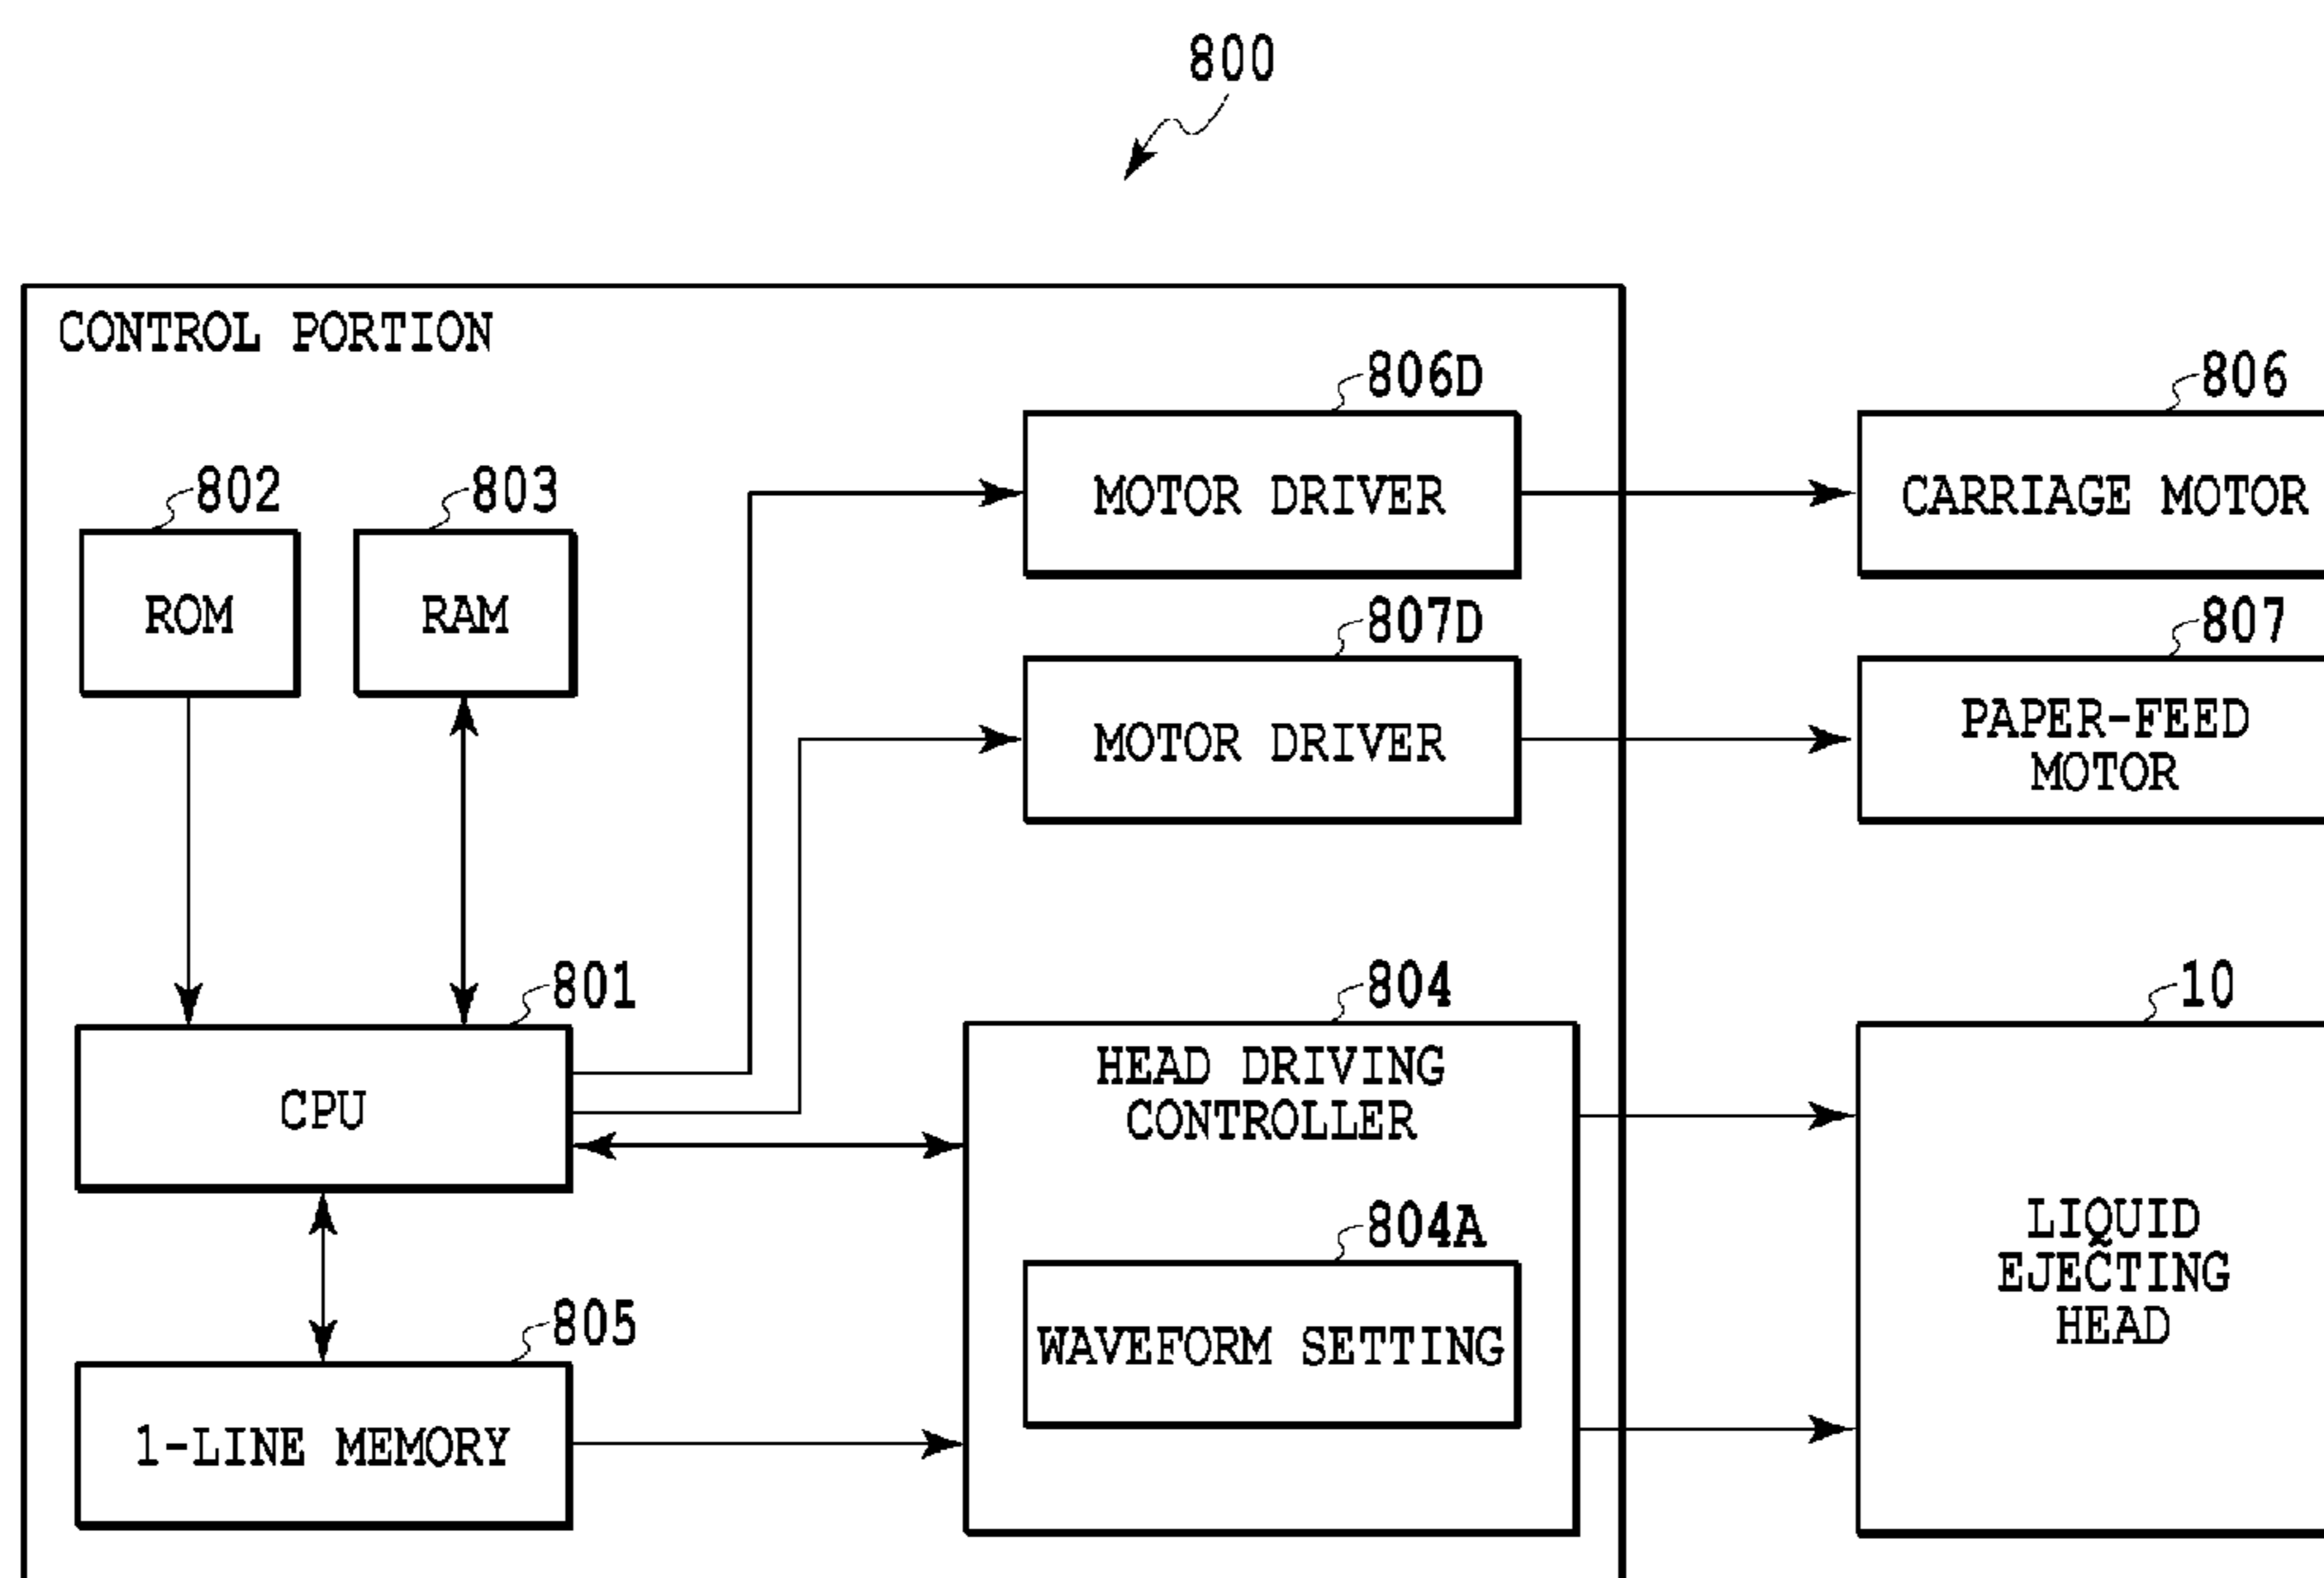 800
CONTROL PORTION
806D
806
MOTOR DRIVER
CARRIAGE MOTOR
802
803
ROM
RAM
807D
807
MOTOR DRIVER
PAPER-FEED
MOTOR
801
CPU
804
HEAD DRIVING
CONTROLLER
10
LIQUID
EJECTING
HEAD
804A
WAVEFORM SETTING
805
1-LINE MEMORY